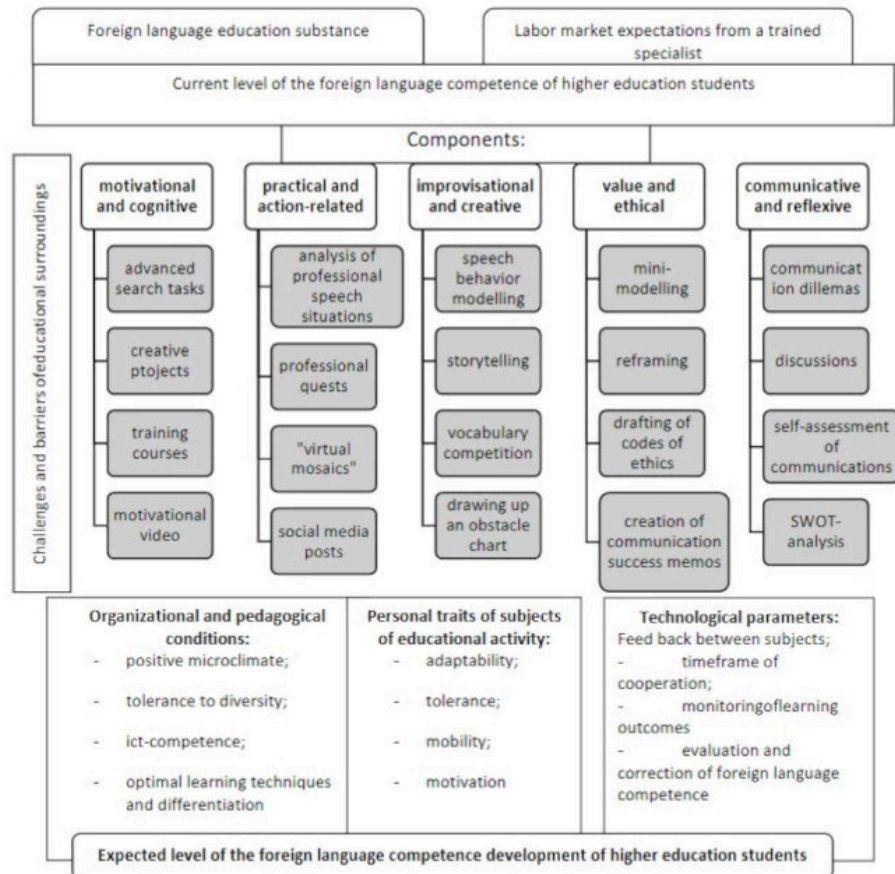 Foreign language education substance
Labor market expectations from a trained
specialist
Current level of the foreign language competence of higher education students
Components:
Challenges and barriers ofeducational surroundings
motivational
and cognitive
advanced
search tasks
creative
ptojects
training
courses
motivational
video
practical and
action-related
analysis of
professional
speech
situations
professional
quests
"virtual
mosaics"
social media
posts
improvisational
and creative
speech
behavior
modelling
storytelling
vocabulary
competition
drawing up
an obstacle
chart
value and
ethical
mini-
modelling
reframing
drafting of
codes of
ethics
creation of
communication
success memos
communicative
and reflexive
communicat
ion dillemas
discussions
self-assessment
of
communications
SWOT-
analysis
Organizational and pedagogical
conditions:
- positive microclimate;
- tolerance to diversity;
- ict-competence;
- optimal learning techniques
and differentiation
Personal traits of subjects
of educational activity:
- adaptability;
- tolerance;
- mobility;
- motivation
Technological parameters:
Feed back between subjects;
- timeframe of
cooperation;
- monitoringoflearning
outcomes
- evaluation and
correction of foreign language
competence
Expected level of the foreign language competence development of higher education students